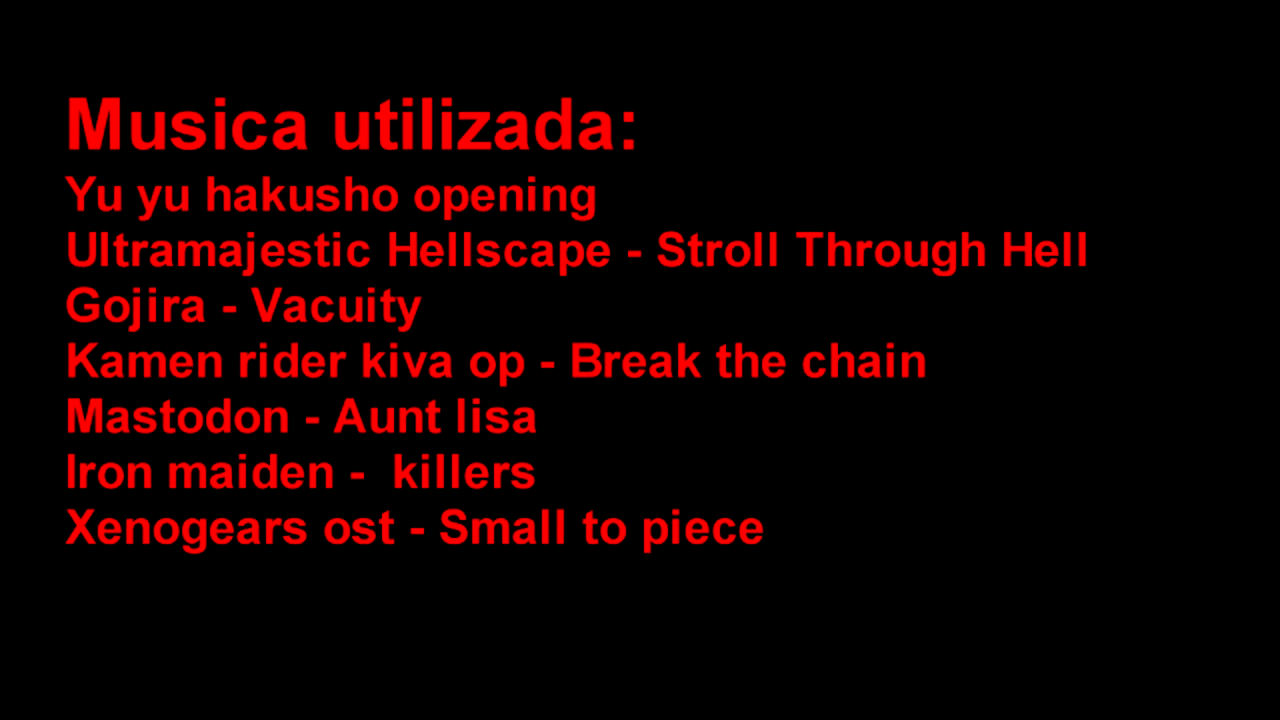 Musica utilizada:
Yu yu hakusho opening
Ultramajestic Hellscape - Stroll Through Hell
Gojira - Vacuity
Kamen rider kiva op - Break the chain
Mastodon - Aunt lisa
Iron maiden -  killers
Xenogears ost - Small to piece